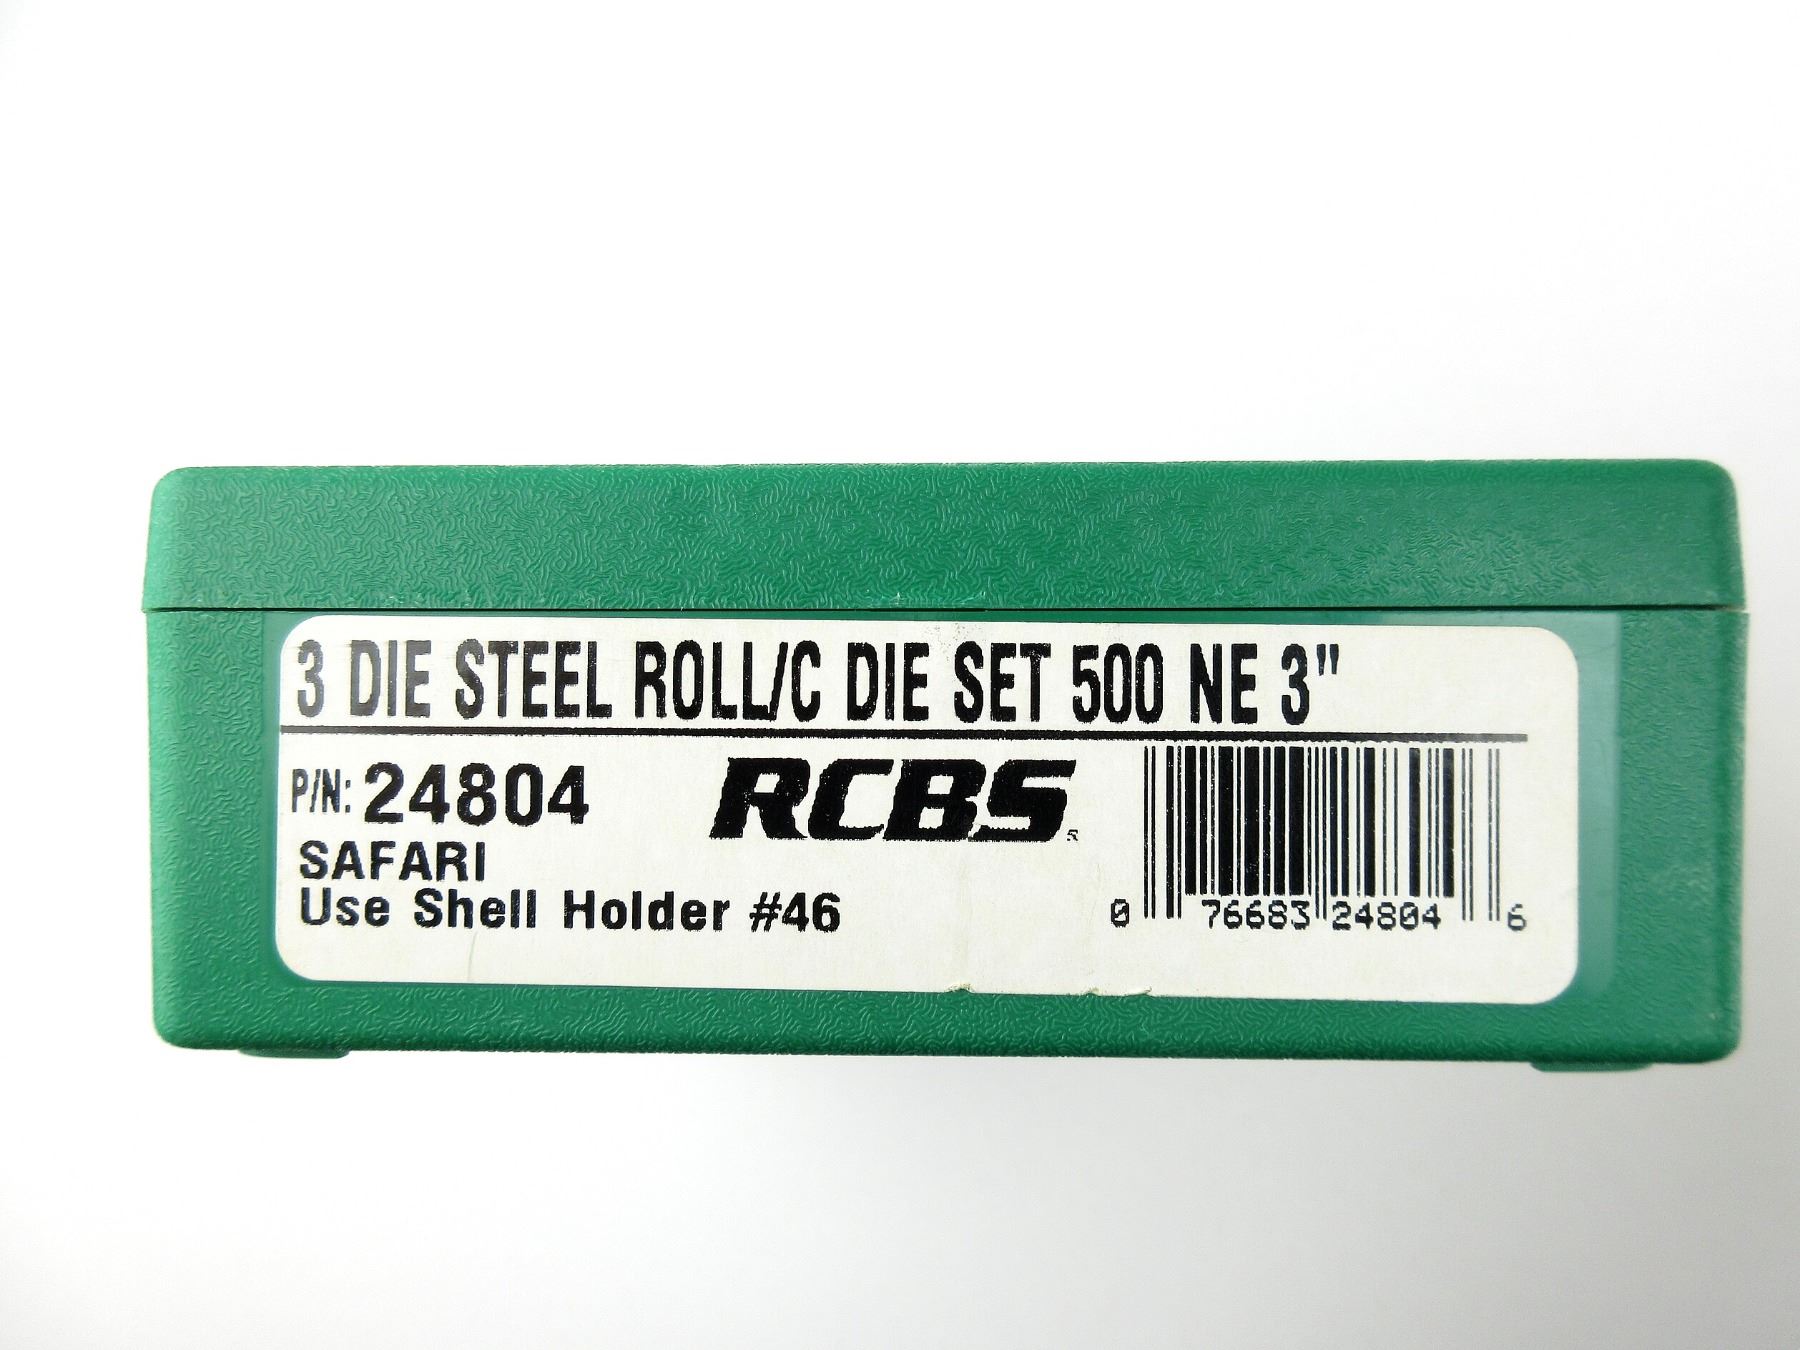 3 DIE STEEL ROLL/C DIE SET 500 NE 3"
P/N: 24804
RCBS
SAFARI
Use Shell Holder #46
0 76683 24804 6